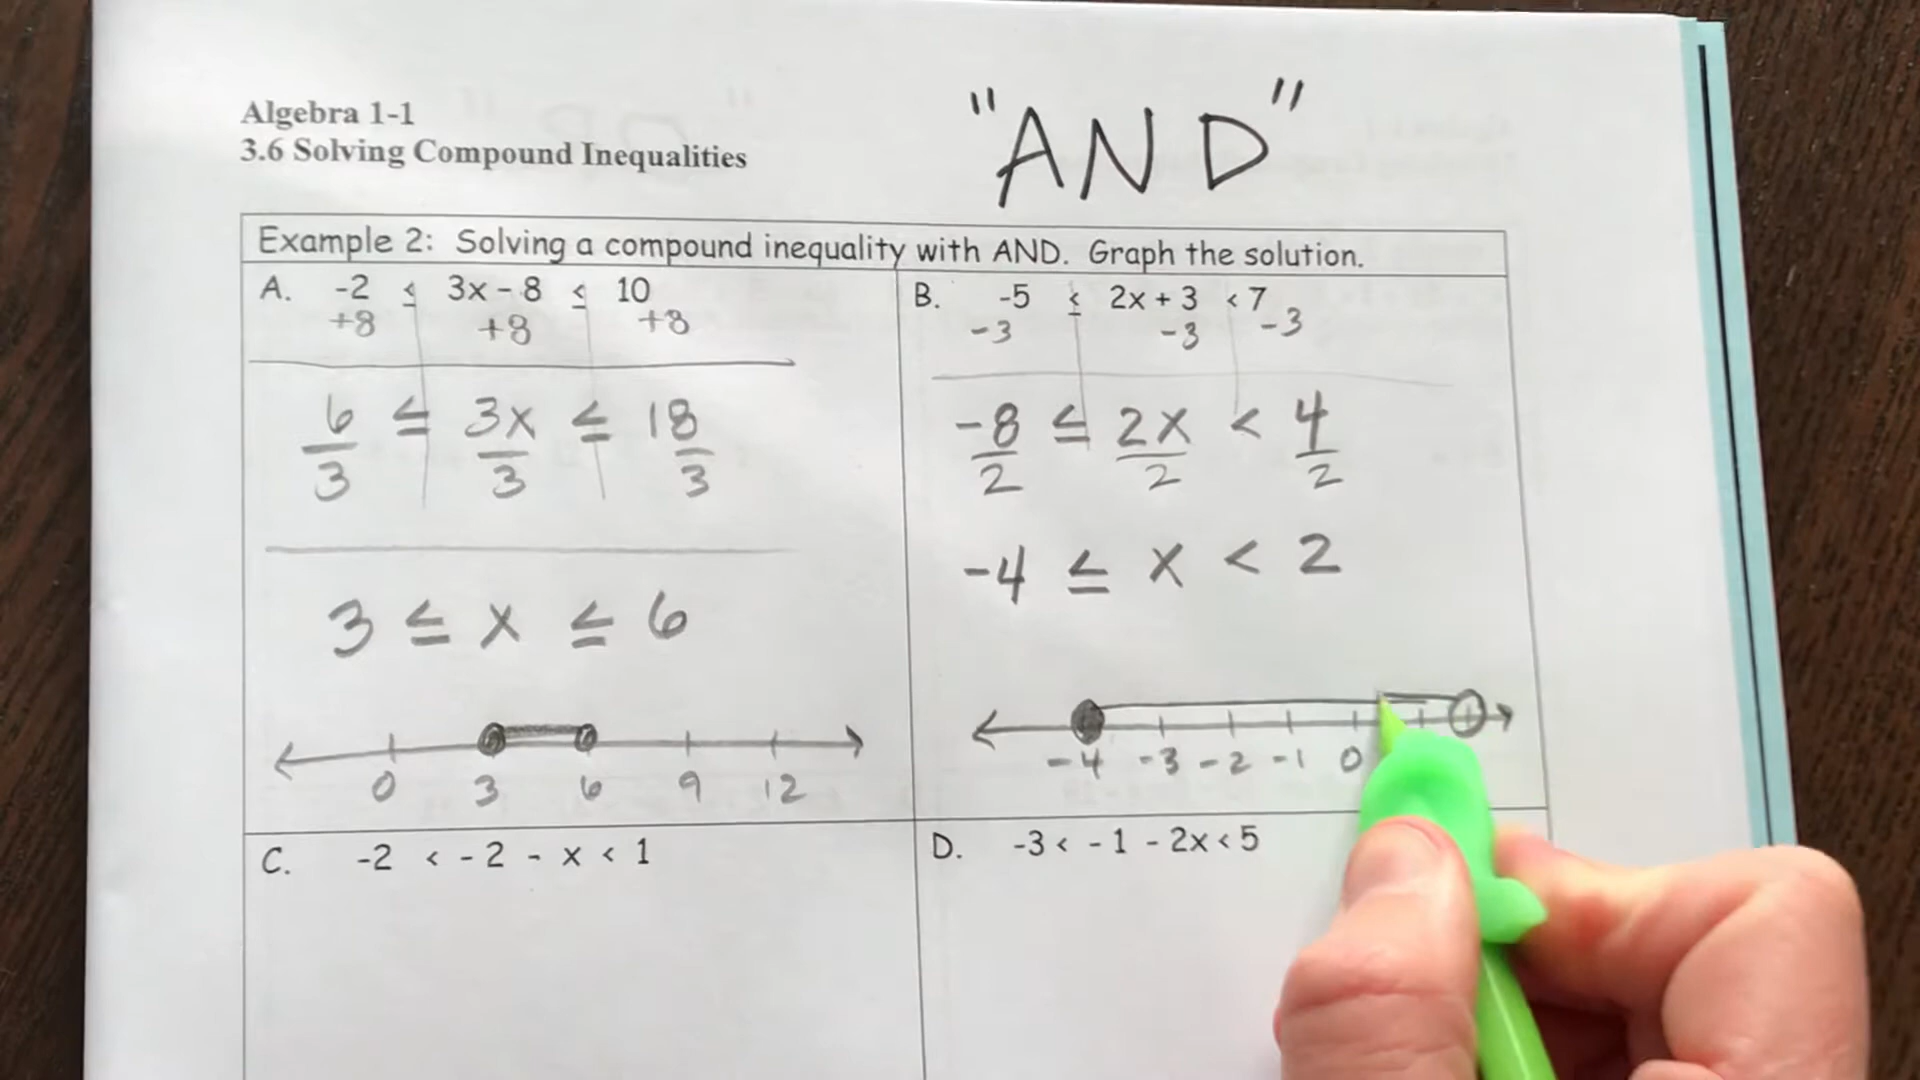 "AND"
Algebra 1-1
3.6 Solving Compound Inequalities
Example 2: Solving a compound inequality with AND. Graph the solution.
A. -2 ≤ 3x - 8 ≤ 10
+8 +8 +8
6 ≤ 3x ≤ 18
3 3 3
3 ≤ x ≤ 6
0 3 6 9 12
B. -5 ≤ 2x + 3 < 7
-3 -3 -3
-8 ≤ 2x < 4
2 2 2
-4 ≤ x < 2
-4 -3 -2 -1 0
C. -2 < -2 - x < 1
D. -3 < -1 - 2x < 5